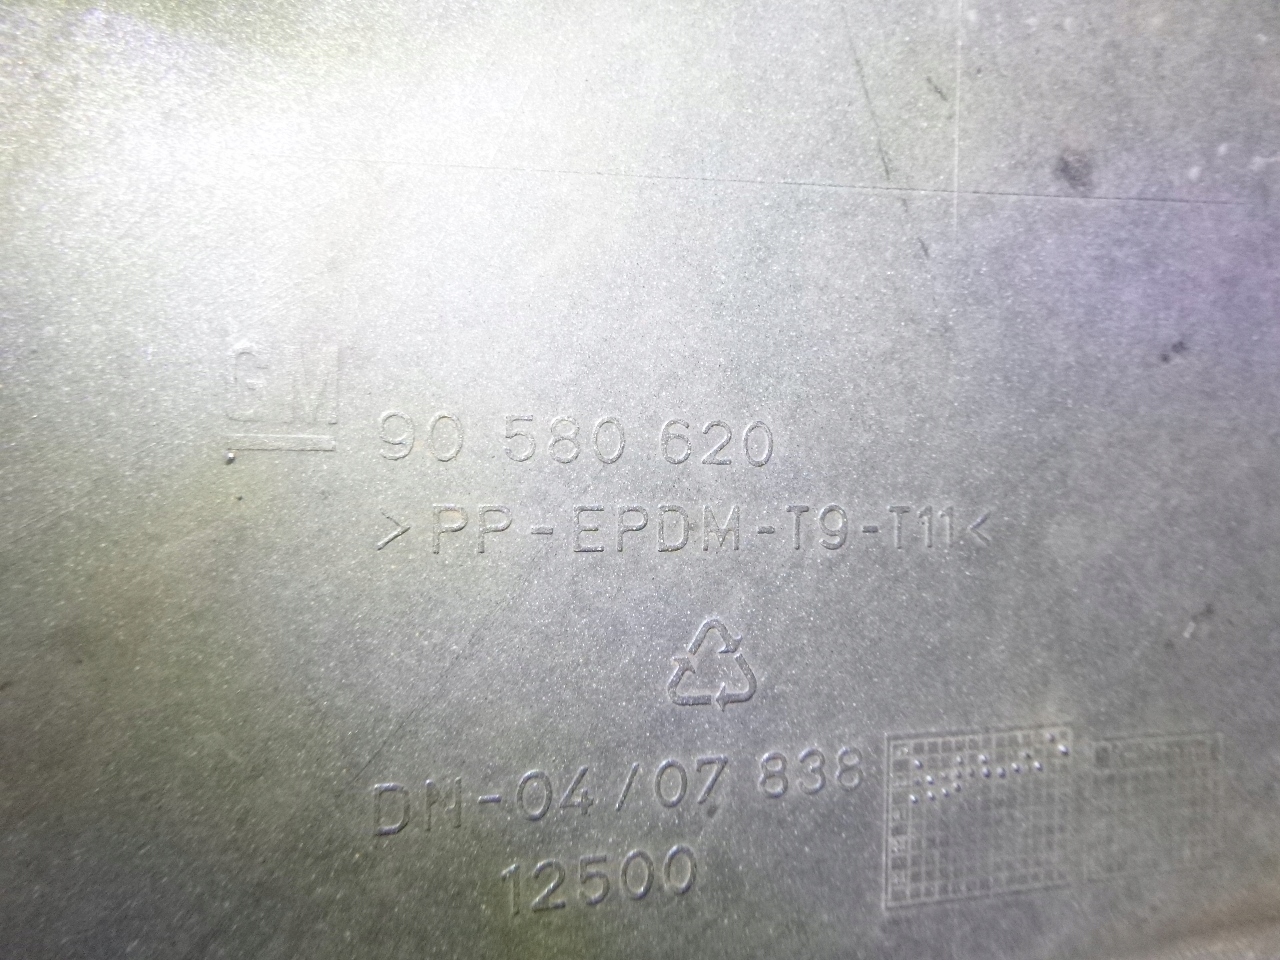 GM
90 580 620
>PP-EPDM-T9-T11<
DN-04/07 838
12500